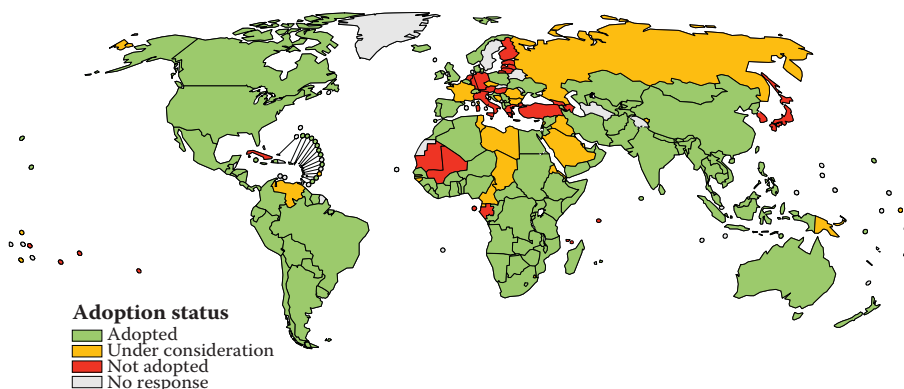 Adoption status
Adopted
Under consideration
Not adopted
No response